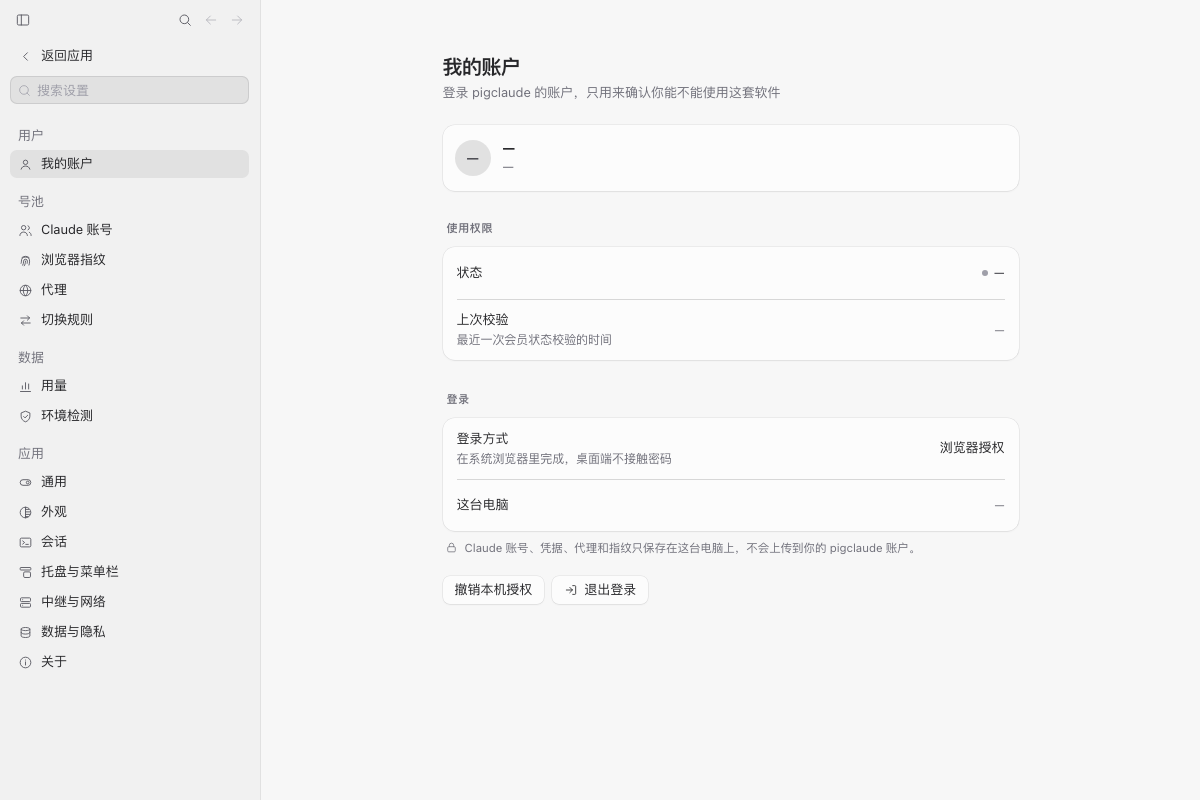 返回应用
搜索设置
用户
我的账户
号池
Claude 账号
浏览器指纹
代理
切换规则
数据
用量
环境检测
应用
通用
外观
会话
托盘与菜单栏
中继与网络
数据与隐私
关于
我的账户
登录 pigclaude 的账户，只用来确认你能不能使用这套软件
—
—
—
使用权限
状态
—
上次校验
最近一次会员状态校验的时间
—
登录
登录方式
在系统浏览器里完成，桌面端不接触密码
浏览器授权
这台电脑
—
Claude 账号、凭据、代理和指纹只保存在这台电脑上，不会上传到你的 pigclaude 账户。
撤销本机授权
退出登录